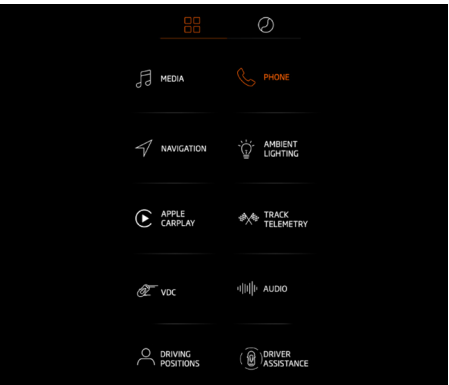 MEDIA
PHONE
NAVIGATION
AMBIENT
LIGHTING
APPLE
CARPLAY
TRACK
TELEMETRY
VDC
AUDIO
DRIVING
POSITIONS
DRIVER
ASSISTANCE